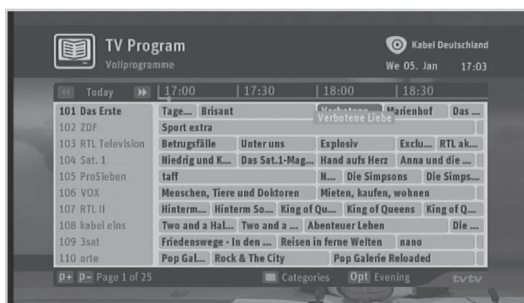 TV Program
Kabel Deutschland
Vollprogramme
We 05. Jan 17:03
Today 17:00 17:30 18:00 18:30
101 Das Erste Tage... Brisant Verbotene Marienhof Das ...
Verbotene Liebe
102 ZDF Sport extra
103 RTL Television Betrugsfälle Unter uns Explosiv Exclu... RTL ak...
104 Sat. 1 Niedrig und K... Das Sat.1-Mag... Hand aufs Herz Anna und die ...
105 ProSieben taff N... Die Simpsons Die Simps...
106 VOX Menschen, Tiere und Doktoren Mieten, kaufen, wohnen
107 RTL II Hinterm... Hinterm So... King of Qu... King of Queens King of Q...
108 kabel eins Two and a Hal... Two and a ... Abenteuer Leben Die ...
109 3sat Friedenswege - In den ... Reisen in ferne Welten nano
110 arte Pop Gal... Rock & The City Pop Galerie Reloaded
P+ P- Page 1 of 25 Categories Opt Evening tvtv